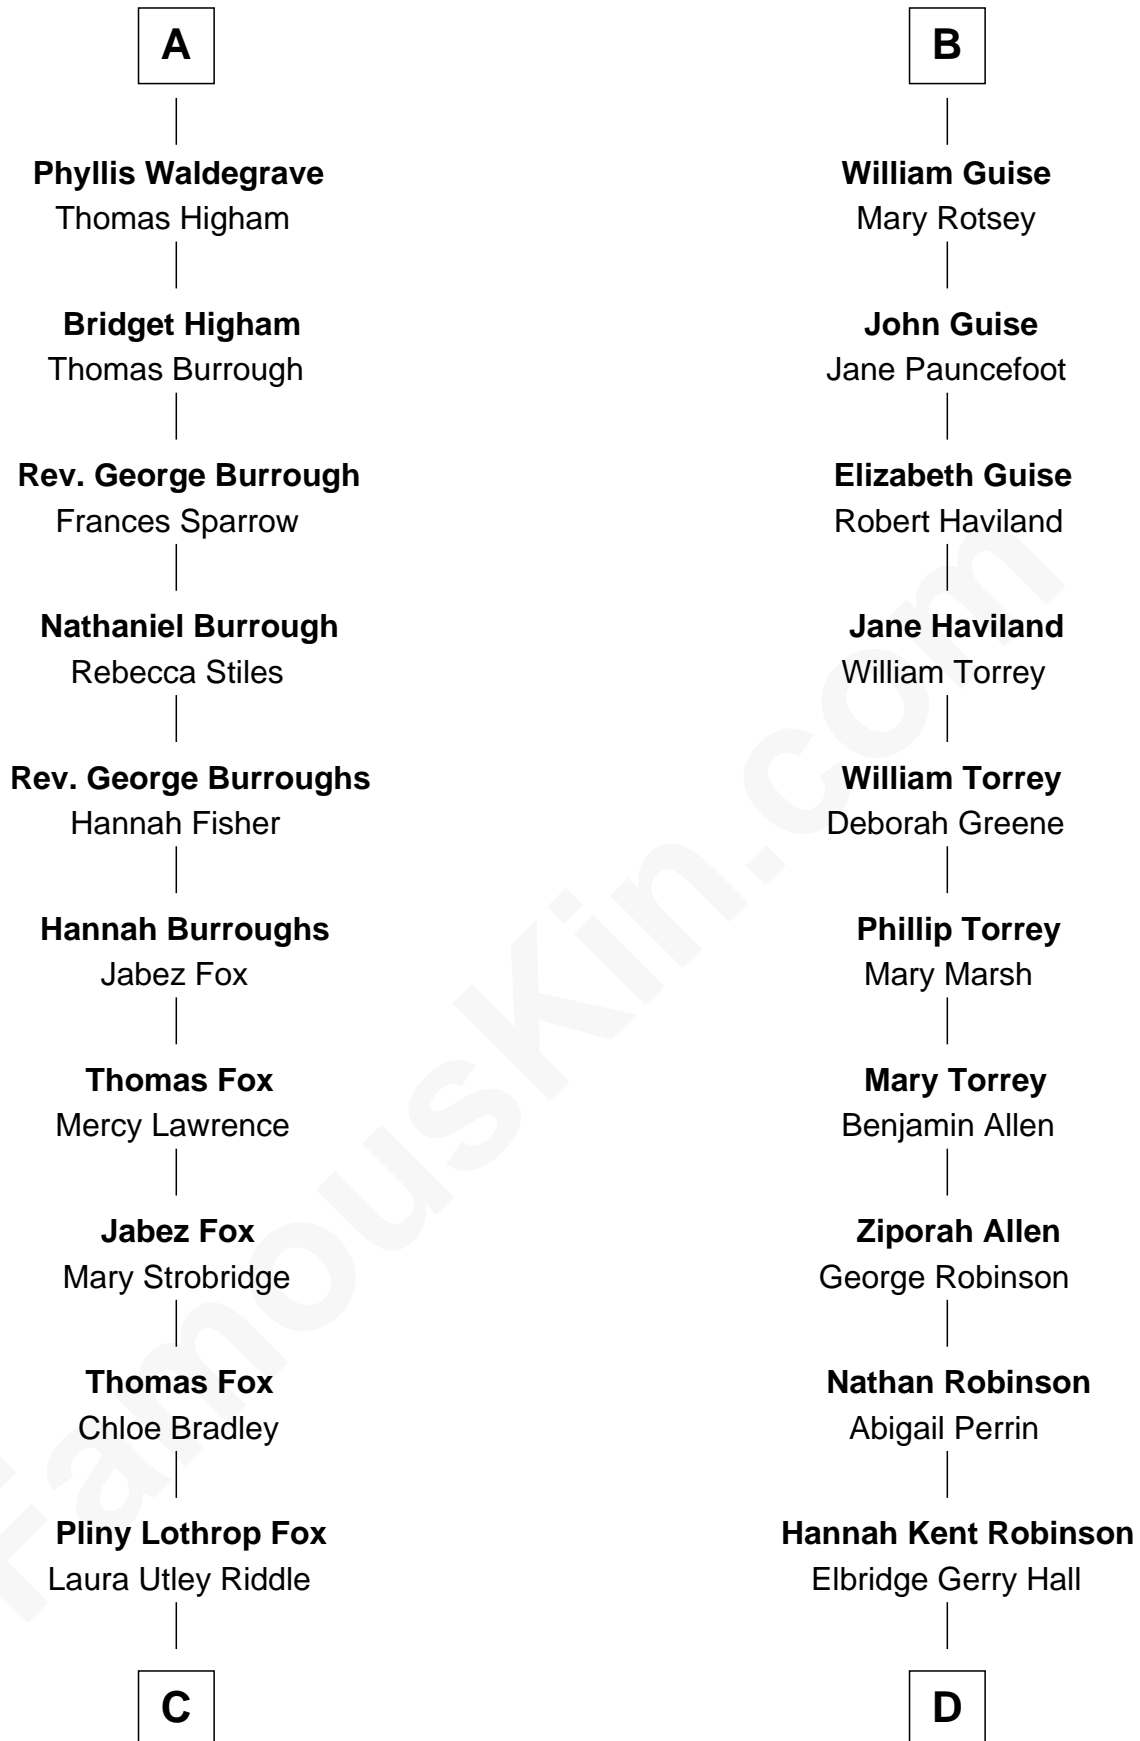 A
Phyllis Waldegrave
Thomas Higham
Bridget Higham
Thomas Burrough
Rev. George Burrough
Frances Sparrow
Nathaniel Burrough
Rebecca Stiles
Rev. George Burroughs
Hannah Fisher
Hannah Burroughs
Jabez Fox
Thomas Fox
Mercy Lawrence
Jabez Fox
Mary Strobridge
Thomas Fox
Chloe Bradley
Pliny Lothrop Fox
Laura Utley Riddle
C
B
William Guise
Mary Rotsey
John Guise
Jane Pauncefoot
Elizabeth Guise
Robert Haviland
Jane Haviland
William Torrey
William Torrey
Deborah Greene
Phillip Torrey
Mary Marsh
Mary Torrey
Benjamin Allen
Ziporah Allen
George Robinson
Nathan Robinson
Abigail Perrin
Hannah Kent Robinson
Elbridge Gerry Hall
D
FamousKin.com